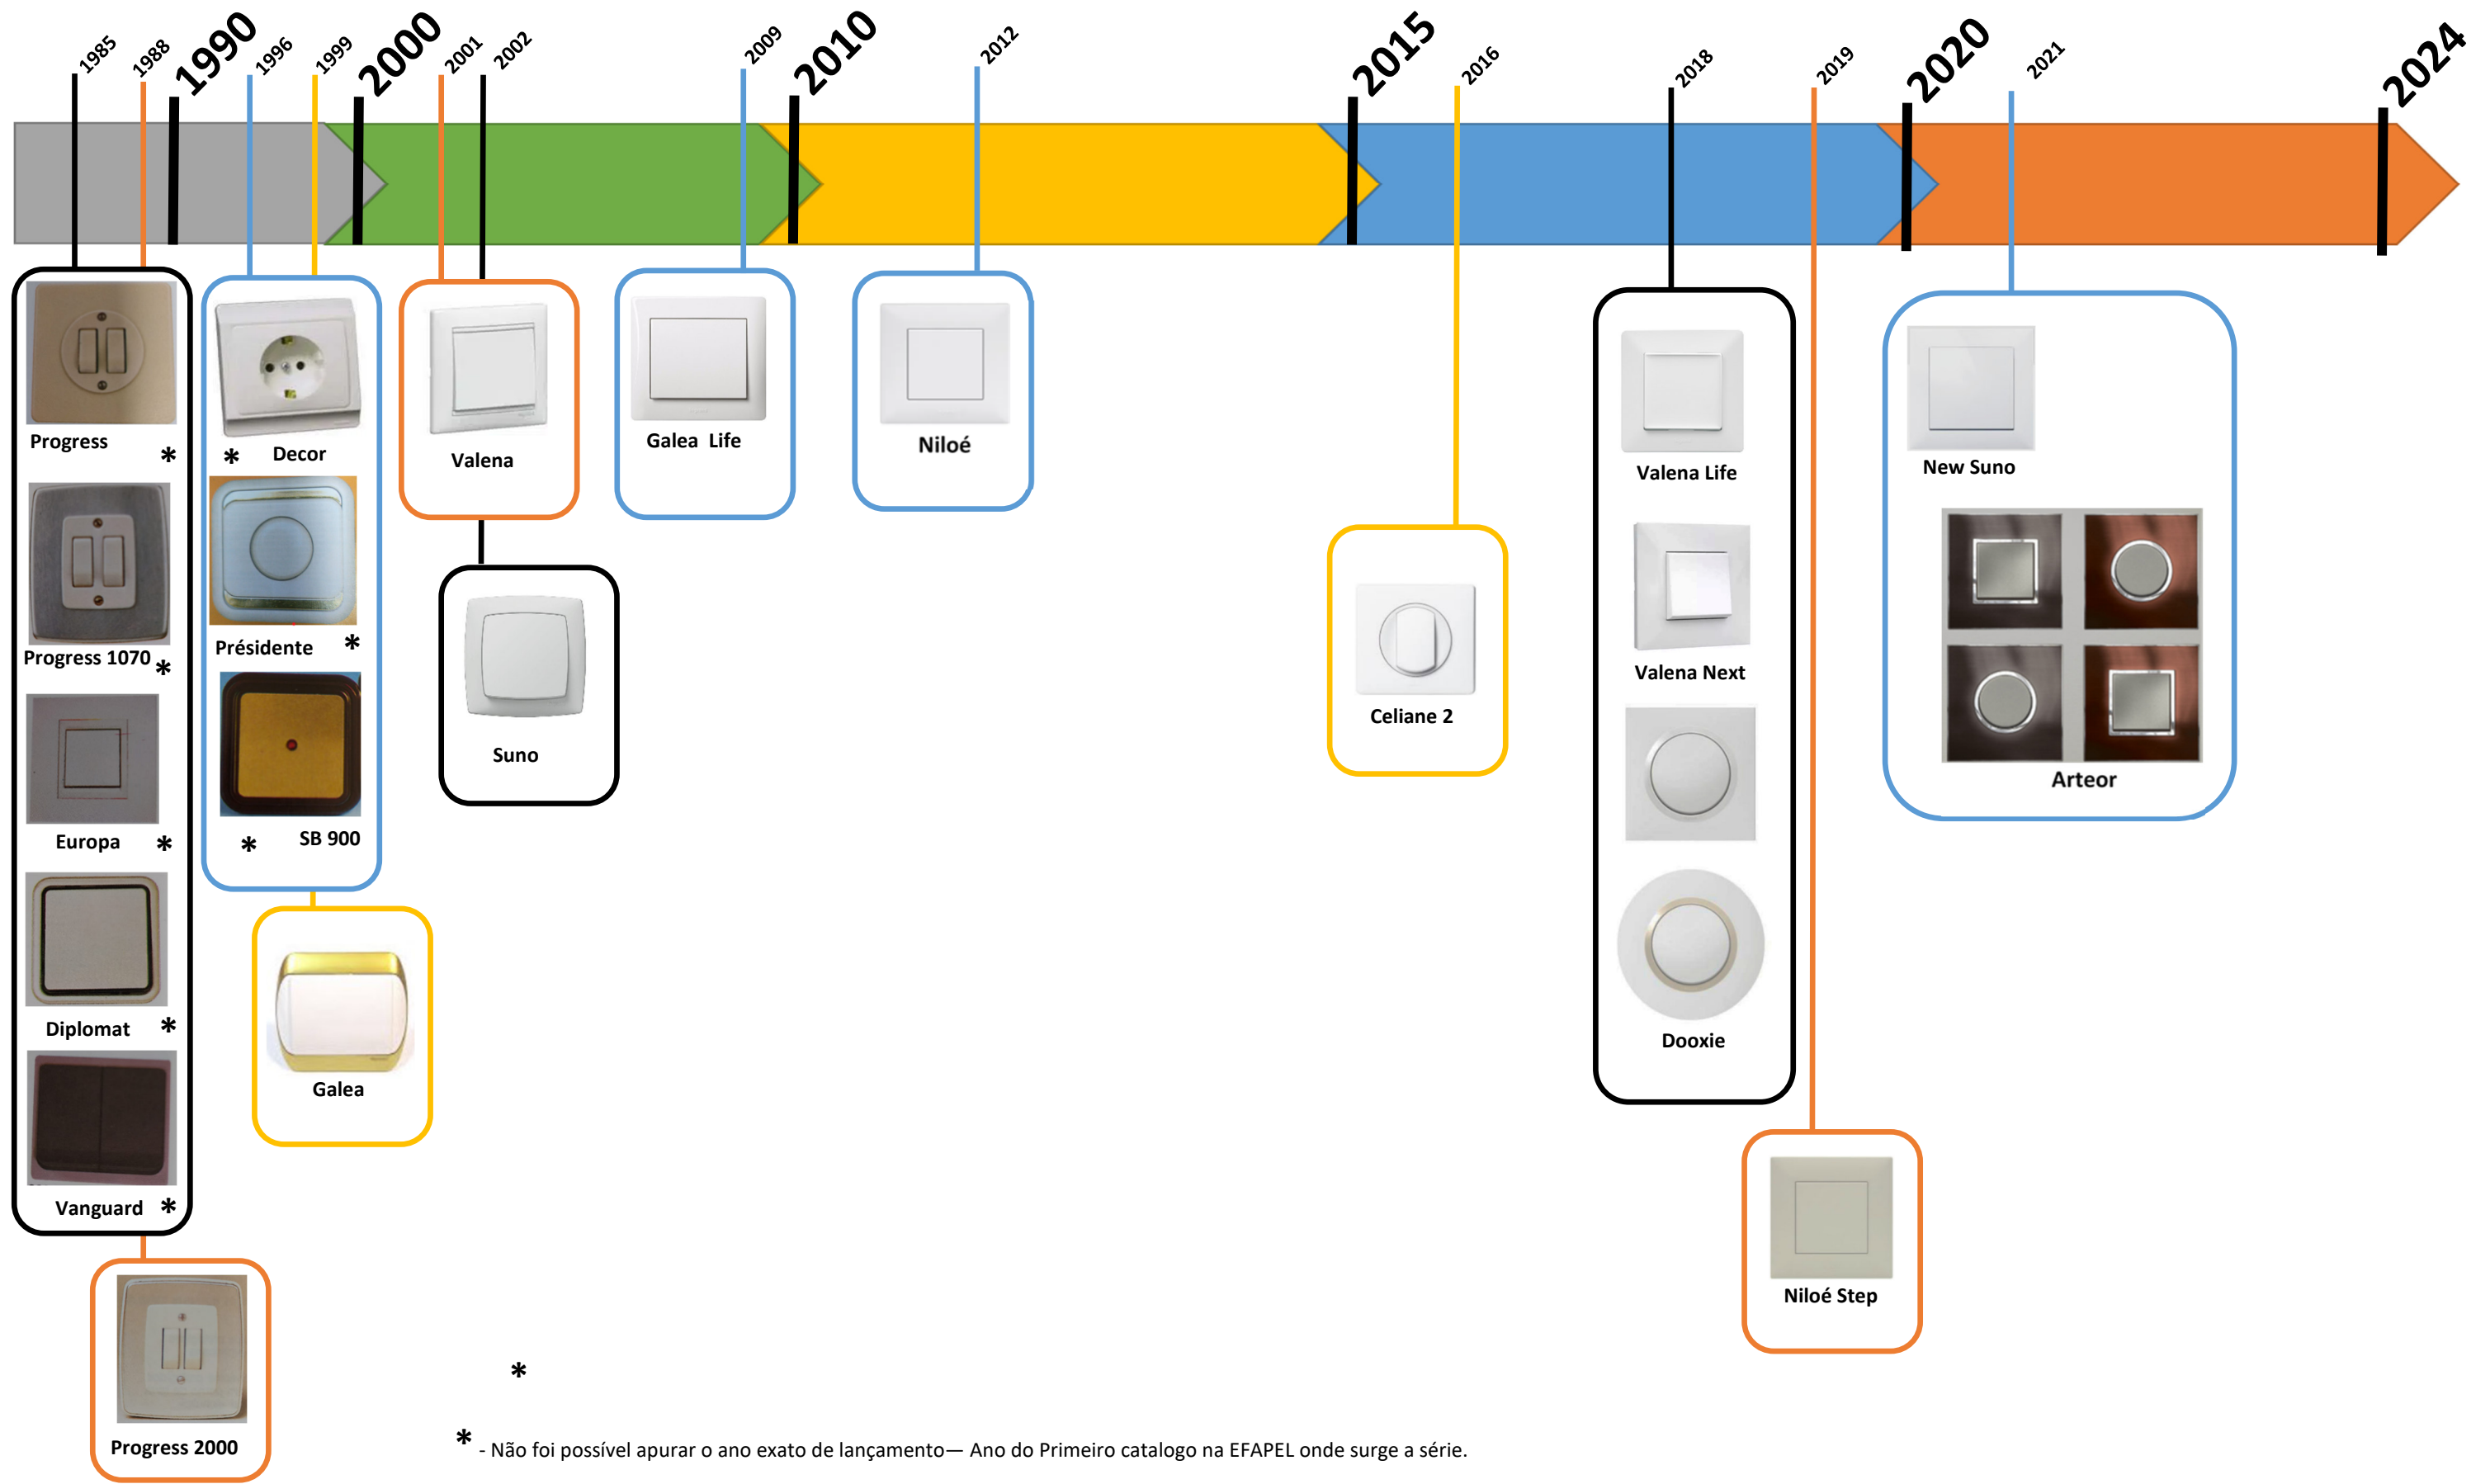 1985
1988
1990
1996
1999
2000
2001
2002
2009
2010
2012
2015
2016
2018
2019
2020
2021
2024
Progress
*
Progress 1070
*
Europa
*
Diplomat
*
Vanguard
*
Progress 2000
*
Decor
Présidente
*
*
SB 900
Galea
Valena
Suno
Galea Life
Niloé
Celiane 2
Valena Life
Valena Next
Dooxie
Niloé Step
New Suno
Arteor
*
* - Não foi possível apurar o ano exato de lançamento— Ano do Primeiro catalogo na EFAPEL onde surge a série.